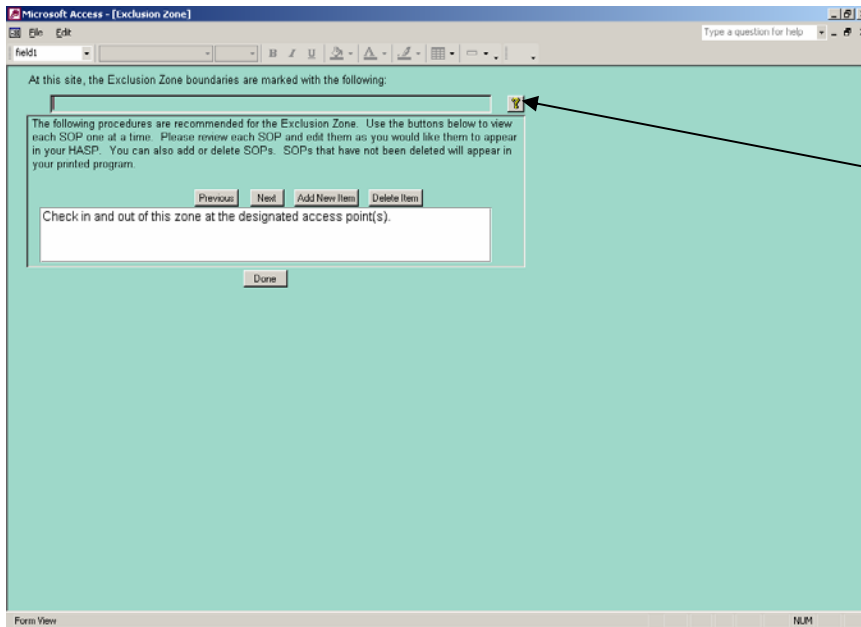 Microsoft Access - [Exclusion Zone]
File Edit
Type a question for help
field1
B I U
At this site, the Exclusion Zone boundaries are marked with the following:
?
The following procedures are recommended for the Exclusion Zone. Use the buttons below to view
each SOP one at a time. Please review each SOP and edit them as you would like them to appear
in your HASP. You can also add or delete SOPs. SOPs that have not been deleted will appear in
your printed program.
Previous Next Add New Item Delete Item
Check in and out of this zone at the designated access point(s).
Done
Form View
NUM